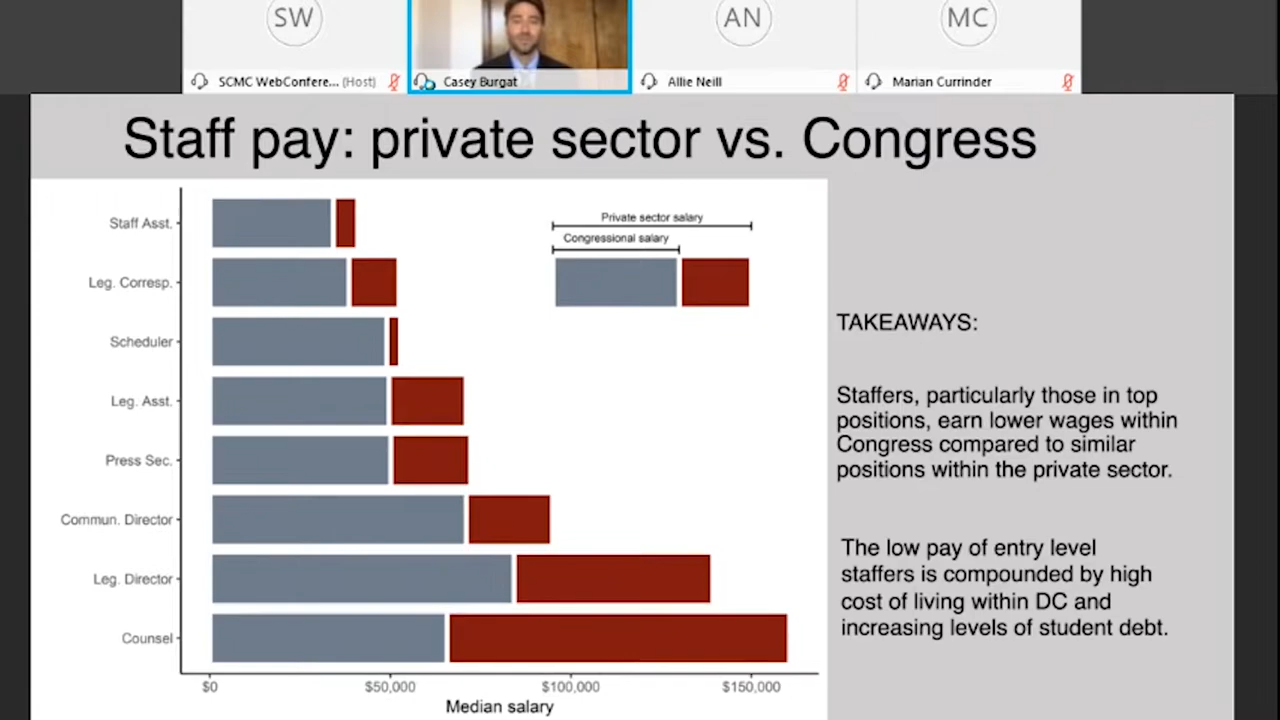 SW
AN
MC
SCMC WebConfere... (Host)
Casey Burgat
Allie Neill
Marian Currinder
Staff pay: private sector vs. Congress
Staff Asst.
Leg. Corresp.
Scheduler
Leg. Asst.
Press Sec.
Commun. Director
Leg. Director
Counsel
Private sector salary
Congressional salary
$0
$50,000
$100,000
$150,000
Median salary
TAKEAWAYS:
Staffers, particularly those in top
positions, earn lower wages within
Congress compared to similar
positions within the private sector.
The low pay of entry level
staffers is compounded by high
cost of living within DC and
increasing levels of student debt.